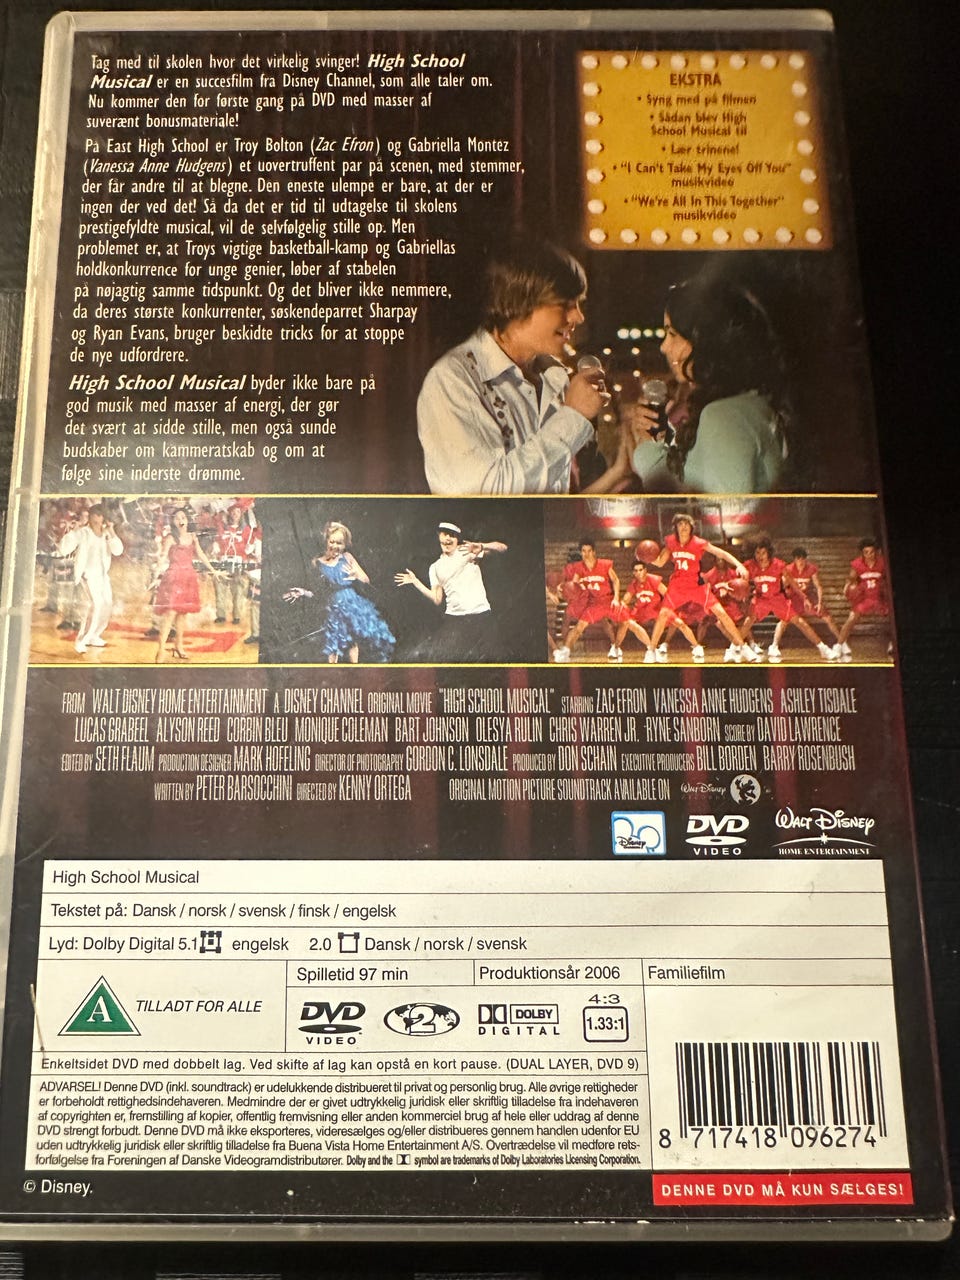 Tag med til skolen hvor det virkelig svinger! High School
Musical er en succesfilm fra Disney Channel, som alle taler om.
Nu kommer den for første gang på DVD med masser af
suverænt bonusmateriale!
På East High School er Troy Bolton (Zac Efron) og Gabriella Montez
(Vanessa Anne Hudgens) et uovertruffent par på scenen, med stemmer,
der får andre til at blegne. Den eneste ulempe er bare, at der er
ingen der ved det! Så da det er tid til udtagelse til skolens
prestigefyldte musical, vil de selvfølgelig stille op. Men
problemet er, at Troys vigtige basketball-kamp og Gabriellas
holdkonkurrence for unge genier, løber af stabelen
på nøjagtig samme tidspunkt. Og det bliver ikke nemmere,
da deres største konkurrenter, søskendeparret Sharpay
og Ryan Evans, bruger beskidte tricks for at stoppe
de nye udfordrere.
High School Musical byder ikke bare på
god musik med masser af energi, der gør
det svært at sidde stille, men også sunde
budskaber om kammeratskab og om at
følge sine inderste drømme.
EKSTRA
• Syng med på filmen
• Sådan blev High
School Musical til
• Lær trinene!
• "I Can't Take My Eyes Off You"
musikvideo
• "We're All In This Together"
musikvideo
14
FROM WALT DISNEY HOME ENTERTAINMENT A DISNEY CHANNEL ORIGINAL MOVIE "HIGH SCHOOL MUSICAL" STARRING ZAC EFRON VANESSA ANNE HUDGENS ASHLEY TISDALE
LUCAS GRABEEL ALYSON REED CORBIN BLEU MONIQUE COLEMAN BART JOHNSON OLESYA RULIN CHRIS WARREN JR. RYNE SANBORN SCORE BY DAVID LAWRENCE
EDITED BY SETH FLAUM PRODUCTION DESIGNER MARK HOFELING DIRECTOR OF PHOTOGRAPHY GORDON C. LONSDALE PRODUCED BY DON SCHAIN EXECUTIVE PRODUCERS BILL BORDEN BARRY ROSENBUSH
WRITTEN BY PETER BARSOCCHINI DIRECTED BY KENNY ORTEGA ORIGINAL MOTION PICTURE SOUNDTRACK AVAILABLE ON Walt Disney
RECORDS
Disney
DVD
VIDEO
WALT DISNEY
HOME ENTERTAINMENT
High School Musical
Tekstet på: Dansk / norsk / svensk / finsk / engelsk
Lyd: Dolby Digital 5.1 engelsk 2.0 Dansk / norsk / svensk
A TILLADT FOR ALLE
Spilletid 97 min
Produktionsår 2006
Familiefilm
DVD
VIDEO
2
DOLBY
DIGITAL
4:3
1.33:1
Enkeltsidet DVD med dobbelt lag. Ved skifte af lag kan opstå en kort pause. (DUAL LAYER, DVD 9)
ADVARSEL! Denne DVD (inkl. soundtrack) er udelukkende distribueret til privat og personlig brug. Alle øvrige rettigheder
er forbeholdt rettighedsindehaveren. Medmindre der er givet udtrykkelig juridisk eller skriftlig tilladelse fra indehaveren
af copyrighten er, fremstilling af kopier, offentlig fremvisning eller anden kommerciel brug af hele eller uddrag af denne
DVD strengt forbudt. Denne DVD må ikke eksporteres, videresælges og/eller distribueres gennem handlen udenfor EU
uden udtrykkelig juridisk eller skriftlig tilladelse fra Buena Vista Home Entertainment A/S. Overtrædelse vil medføre rets-
forfølgelse fra Foreningen af Danske Videogramdistributører. Dolby and the symbol are trademarks of Dolby Laboratories Licensing Corporation.
8 717418 096274
© Disney.
DENNE DVD MÅ KUN SÆLGES!